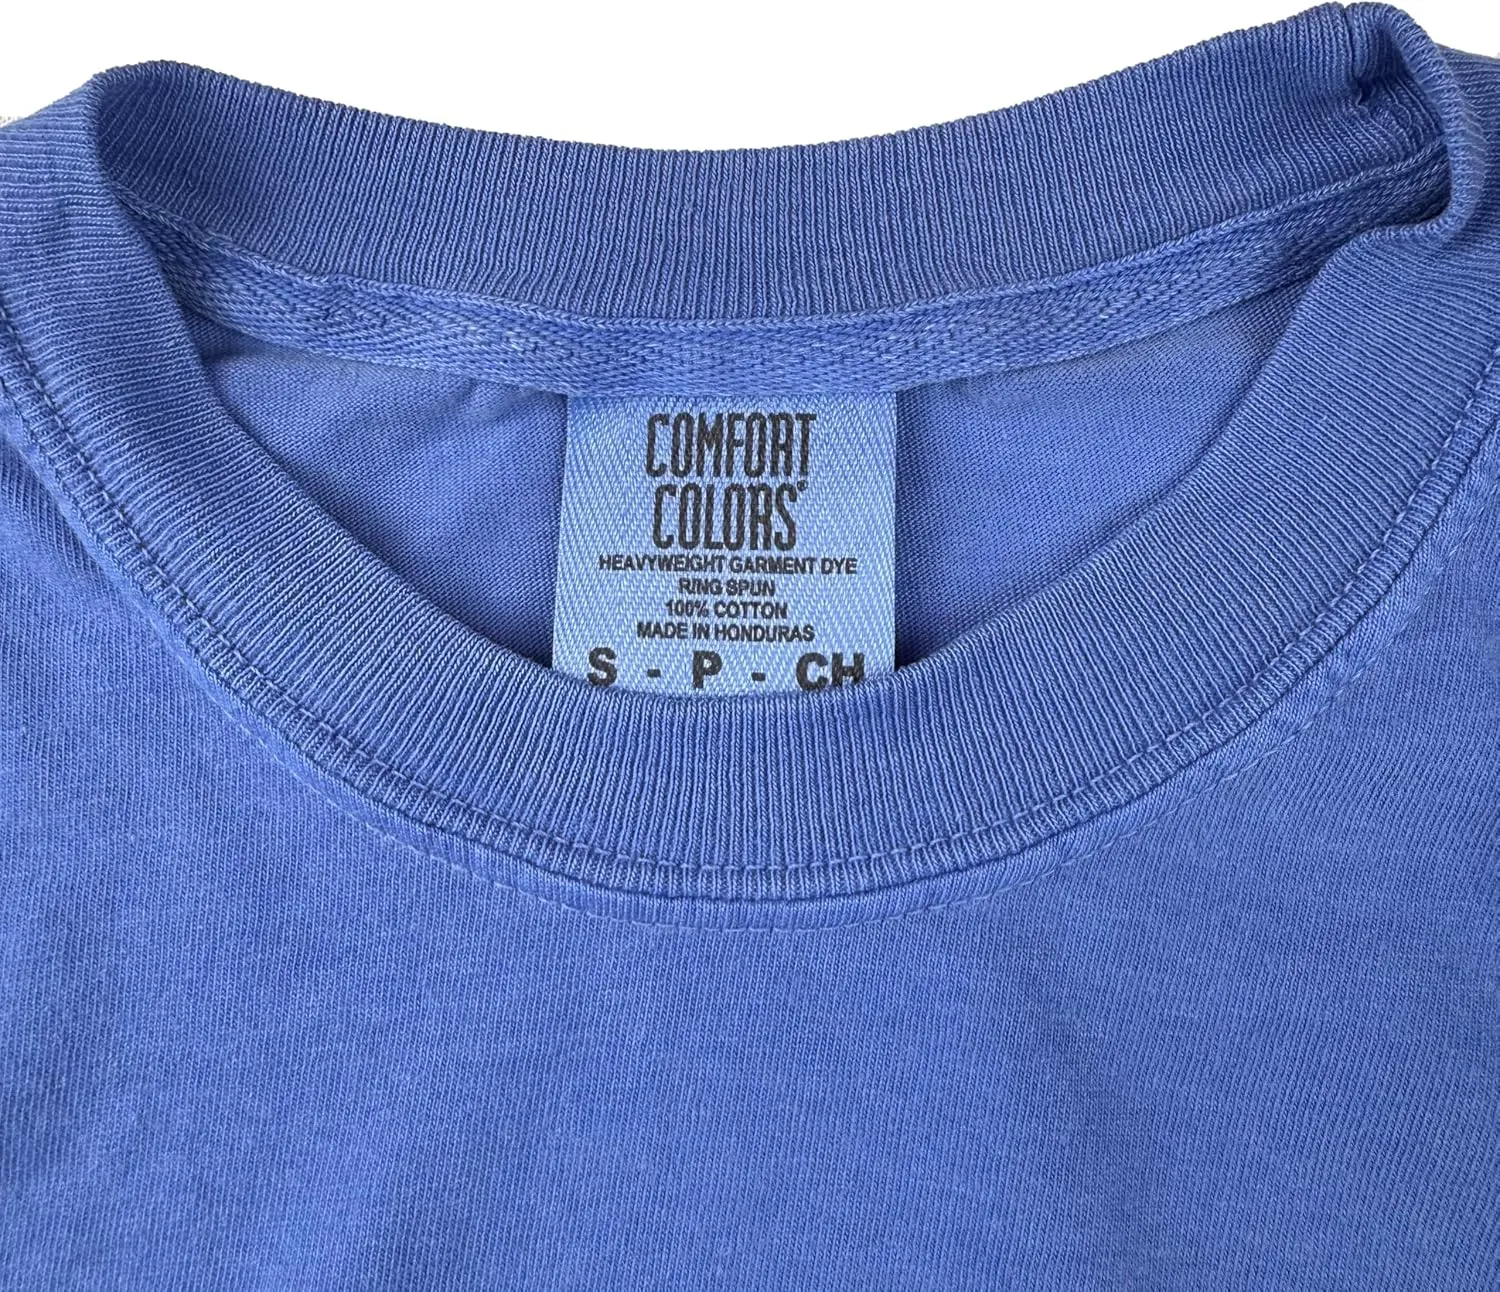 COMFORT
COLORS®
HEAVYWEIGHT GARMENT DYE
RING SPUN
100% COTTON
MADE IN HONDURAS
S - P - CH